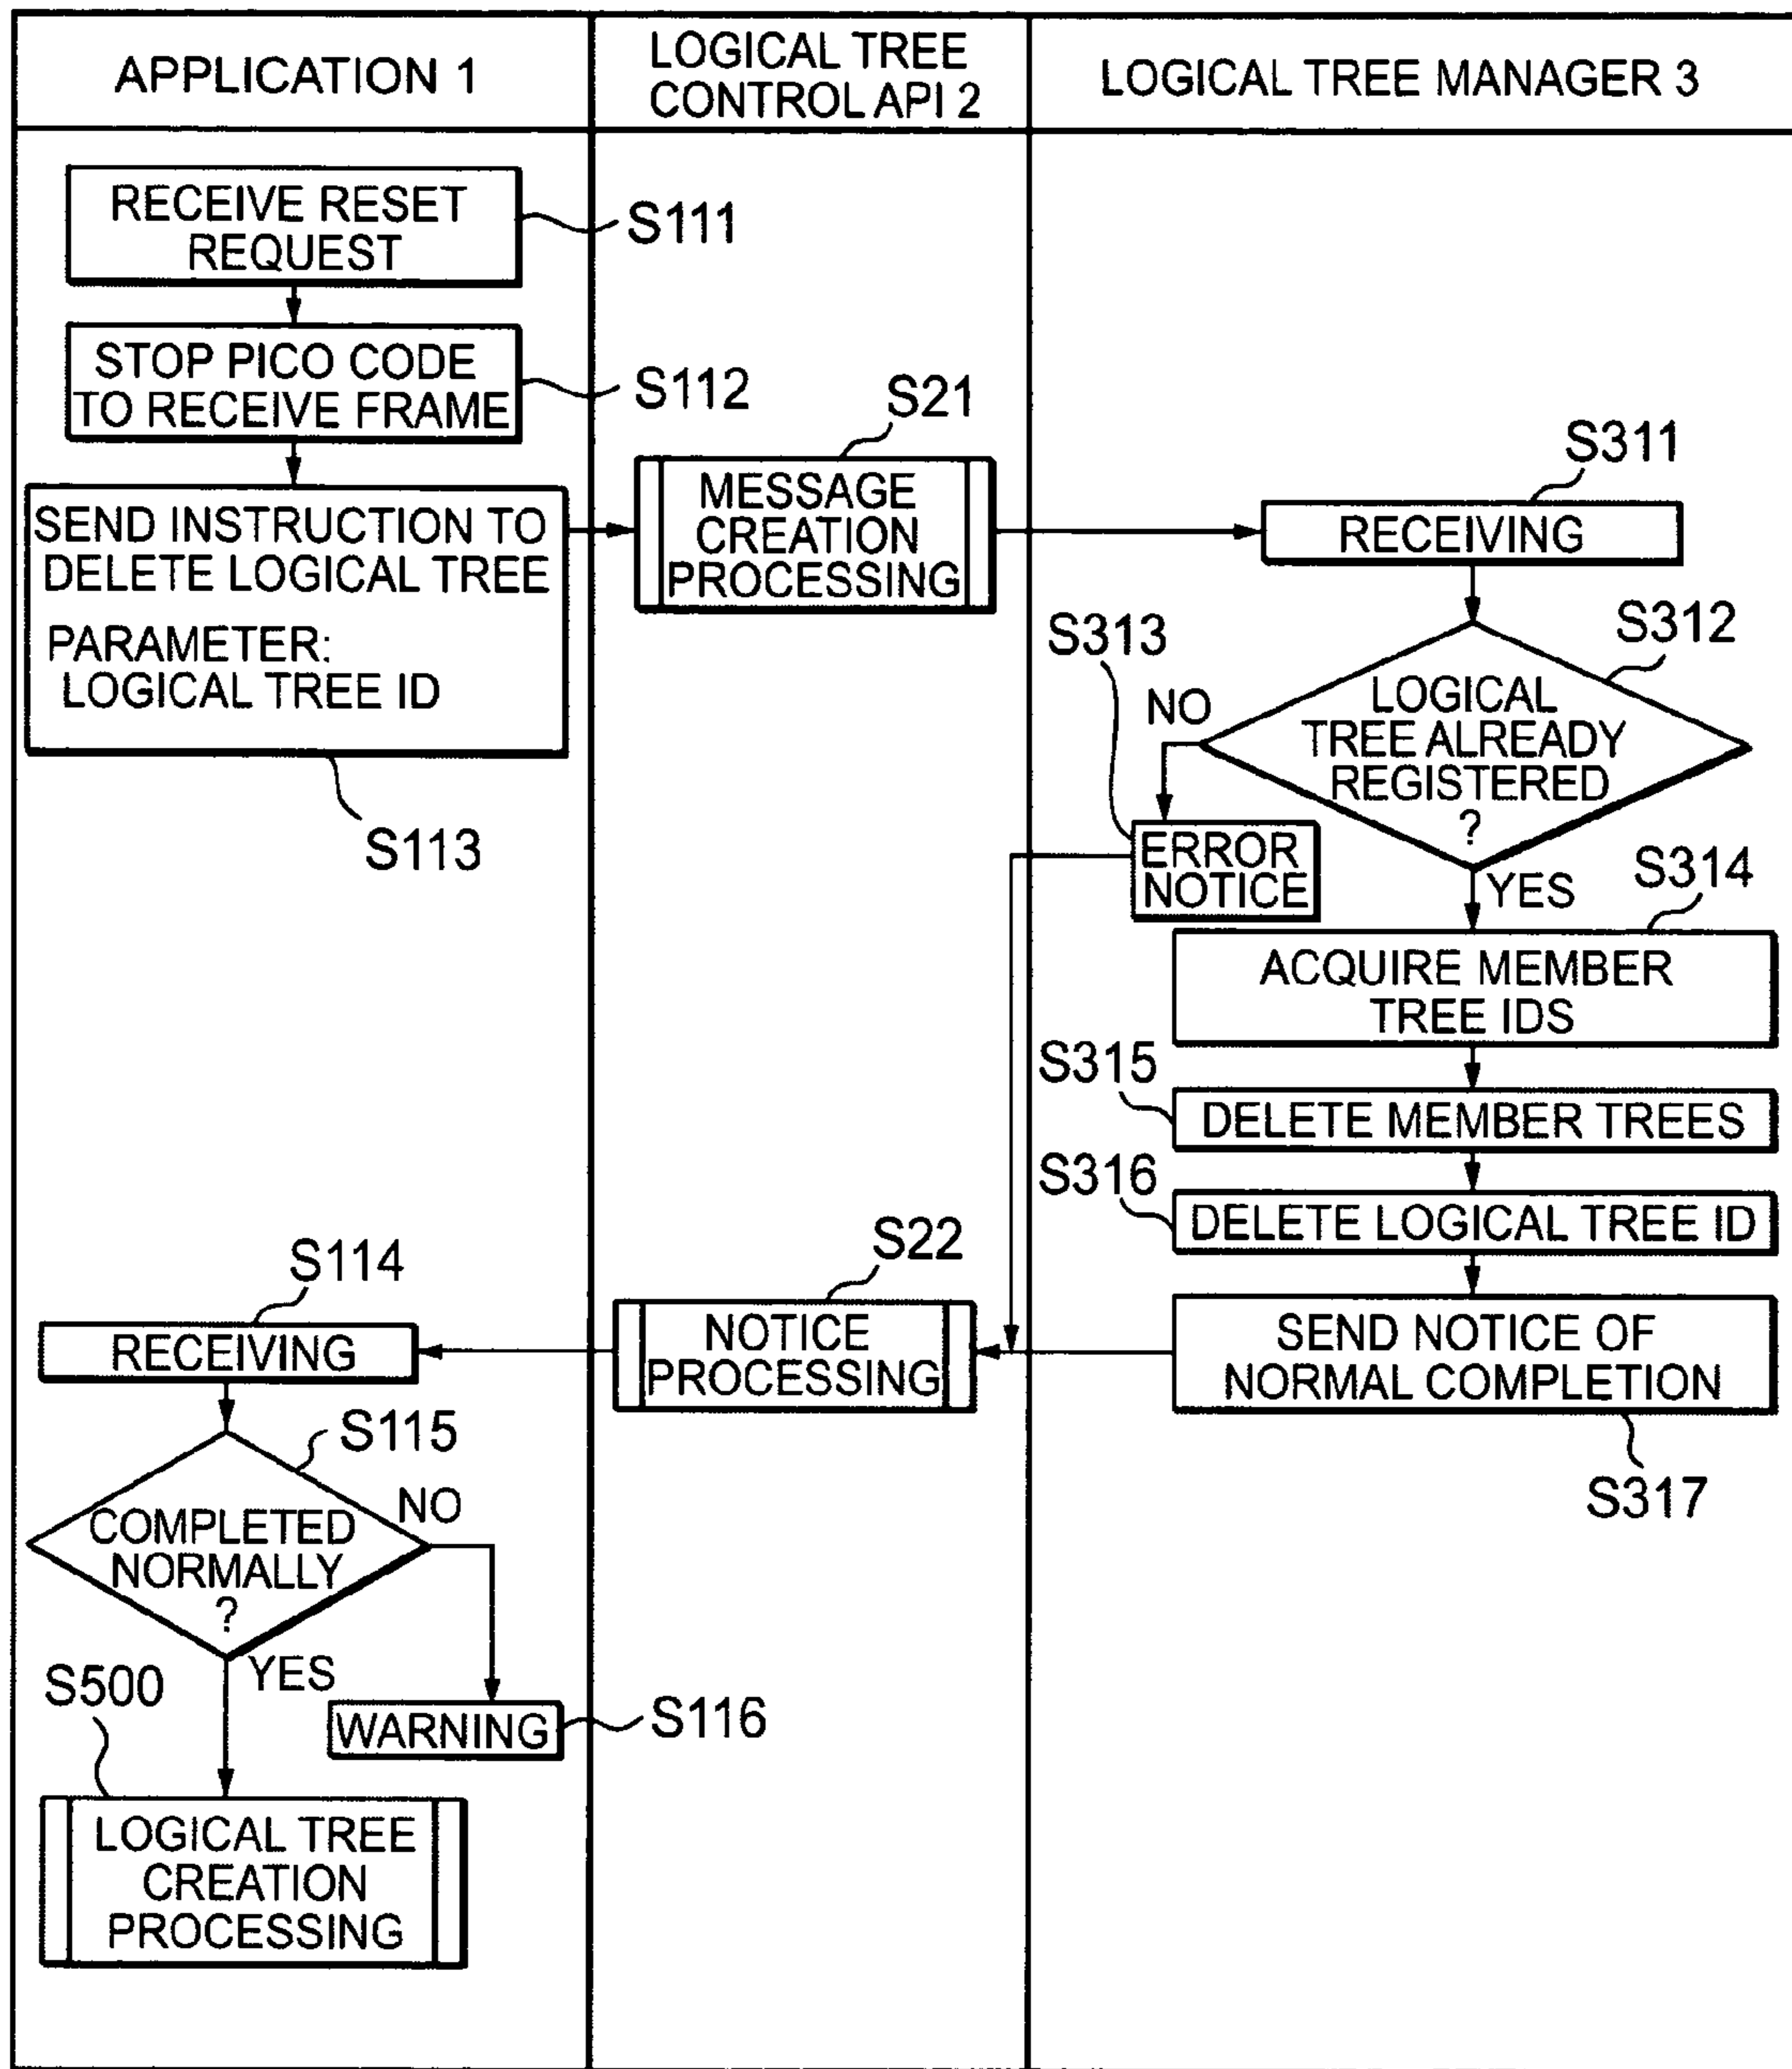 APPLICATION 1
LOGICAL TREE
CONTROL API 2
LOGICAL TREE MANAGER 3
RECEIVE RESET
REQUEST
S111
STOP PICO CODE
TO RECEIVE FRAME
S112
SEND INSTRUCTION TO
DELETE LOGICAL TREE
PARAMETER:
LOGICAL TREE ID
S113
S21
MESSAGE
CREATION
PROCESSING
S311
RECEIVING
S312
LOGICAL
TREE ALREADY
REGISTERED
?
NO
S313
ERROR
NOTICE
YES
S314
ACQUIRE MEMBER
TREE IDS
S315
DELETE MEMBER TREES
S316
DELETE LOGICAL TREE ID
SEND NOTICE OF
NORMAL COMPLETION
S317
S22
NOTICE
PROCESSING
S114
RECEIVING
S115
COMPLETED
NORMALLY
?
NO
YES
WARNING
S116
S500
LOGICAL TREE
CREATION
PROCESSING